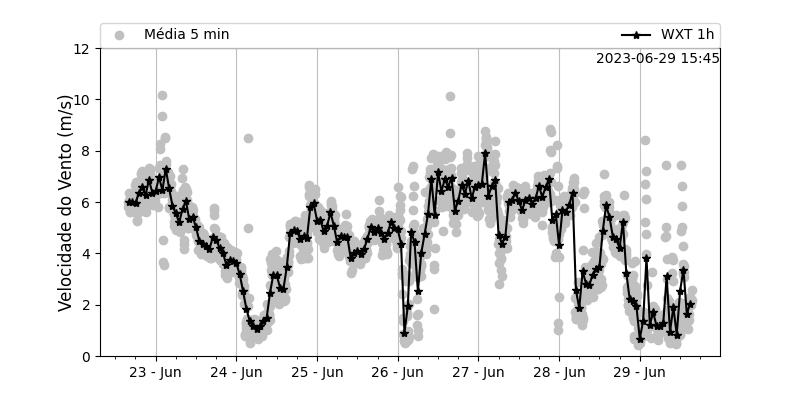 Média 5 min
WXT 1h
2023-06-29 15:45
Velocidade do Vento (m/s)
12
10
8
6
4
2
0
23 - Jun
24 - Jun
25 - Jun
26 - Jun
27 - Jun
28 - Jun
29 - Jun